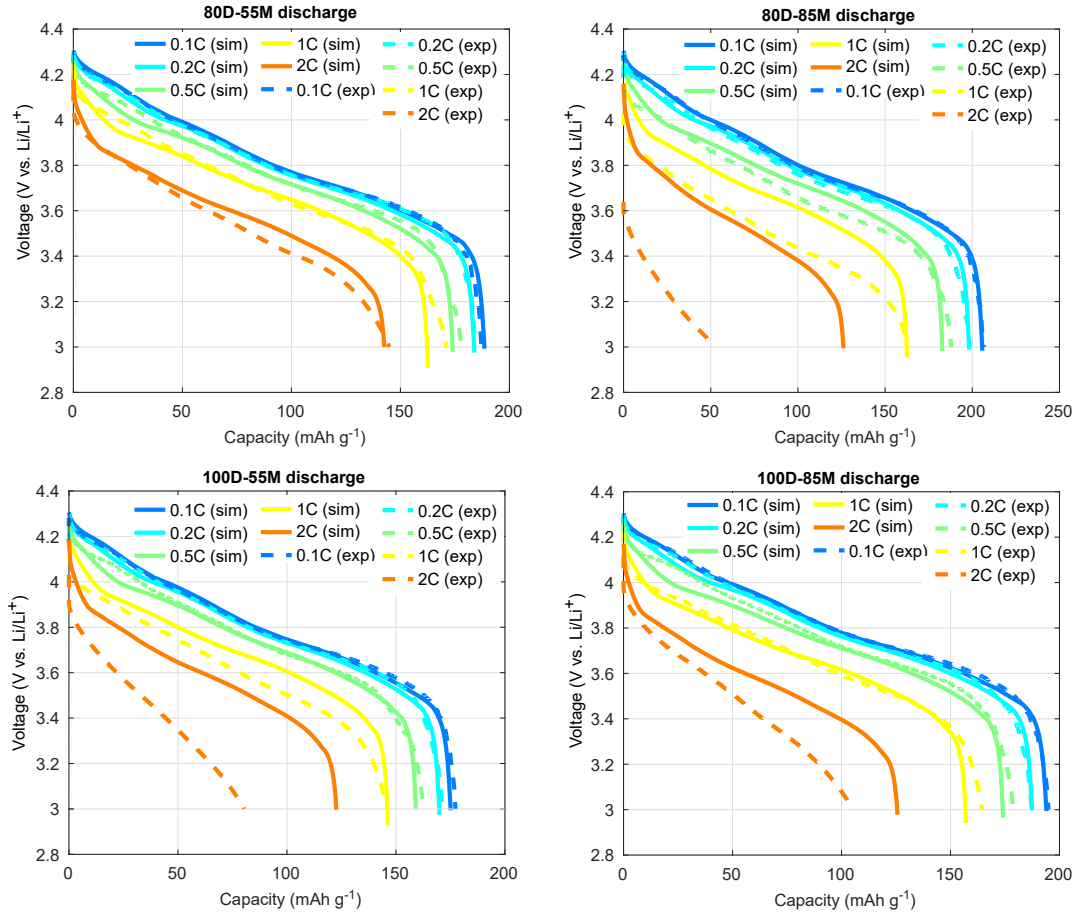 80D-55M discharge
4.4
4.2
4
3.8
3.6
3.4
3.2
3
2.8
Voltage (V vs. Li/Li+)
0.1C (sim)
0.2C (sim)
0.5C (sim)
1C (sim)
2C (sim)
0.1C (exp)
0.2C (exp)
0.5C (exp)
1C (exp)
2C (exp)
0 50 100 150 200
Capacity (mAh g-1)
80D-85M discharge
4.4
4.2
4
3.8
3.6
3.4
3.2
3
2.8
Voltage (V vs. Li/Li+)
0.1C (sim)
0.2C (sim)
0.5C (sim)
1C (sim)
2C (sim)
0.1C (exp)
0.2C (exp)
0.5C (exp)
1C (exp)
2C (exp)
0 50 100 150 200 250
Capacity (mAh g-1)
100D-55M discharge
4.4
4.2
4
3.8
3.6
3.4
3.2
3
2.8
Voltage (V vs. Li/Li+)
0.1C (sim)
0.2C (sim)
0.5C (sim)
1C (sim)
2C (sim)
0.1C (exp)
0.2C (exp)
0.5C (exp)
1C (exp)
2C (exp)
0 50 100 150 200
Capacity (mAh g-1)
100D-85M discharge
4.4
4.2
4
3.8
3.6
3.4
3.2
3
2.8
Voltage (V vs. Li/Li+)
0.1C (sim)
0.2C (sim)
0.5C (sim)
1C (sim)
2C (sim)
0.1C (exp)
0.2C (exp)
0.5C (exp)
1C (exp)
2C (exp)
0 50 100 150 200
Capacity (mAh g-1)